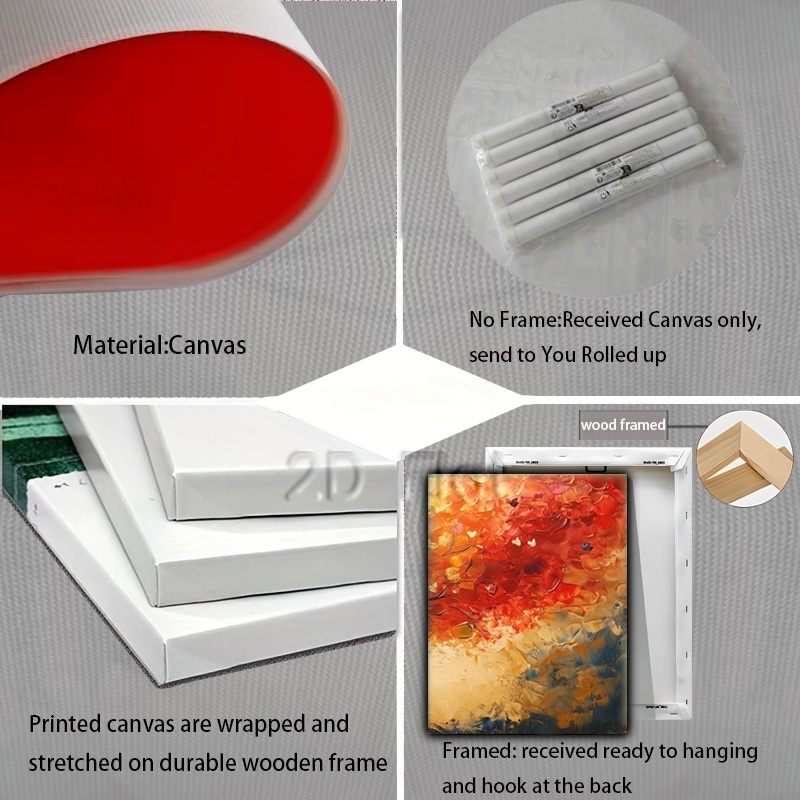 Material:Canvas
No Frame:Received Canvas only,
send to You Rolled up
wood framed
2D
Printed canvas are wrapped and
stretched on durable wooden frame
Framed: received ready to hanging
and hook at the back